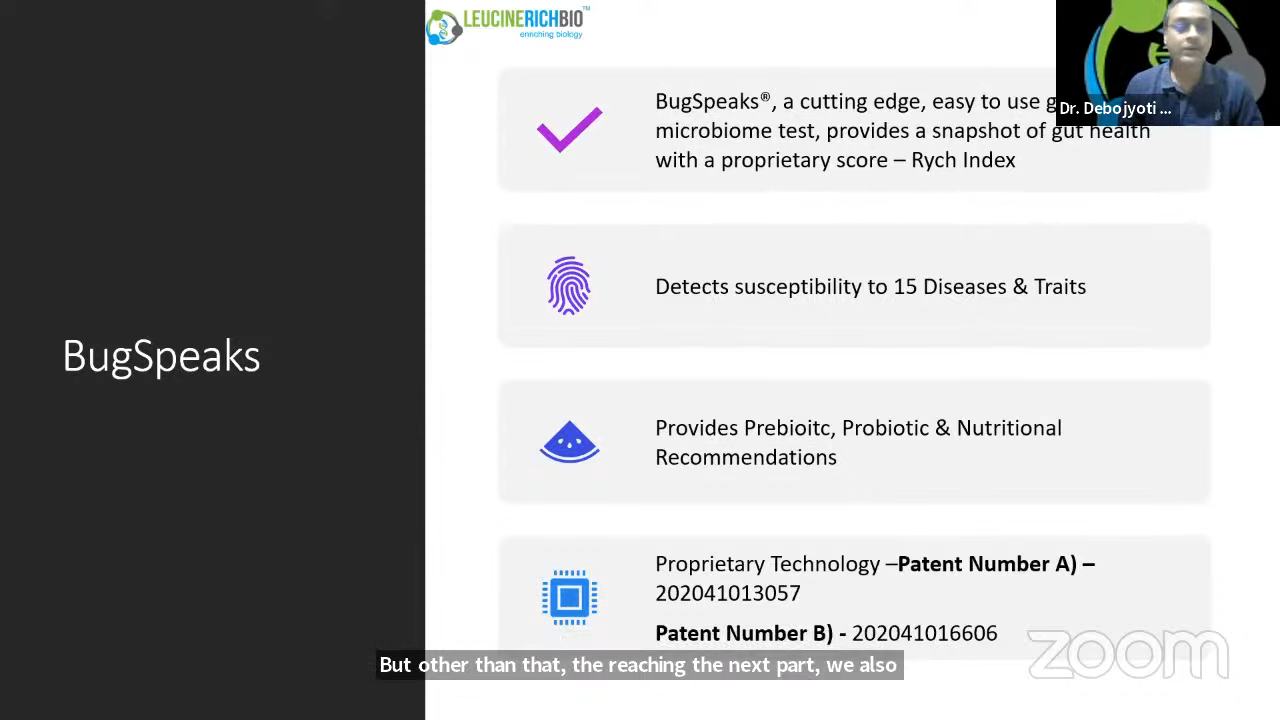 LEUCINERICHBIO™
enriching biology
Dr. Debojyoti ...
BugSpeaks®, a cutting edge, easy to use g
microbiome test, provides a snapshot of gut health
with a proprietary score – Rych Index
Detects susceptibility to 15 Diseases & Traits
BugSpeaks
Provides Prebioitc, Probiotic & Nutritional
Recommendations
Proprietary Technology –Patent Number A) –
202041013057
Patent Number B) - 202041016606
But other than that, the reaching the next part, we also
zoom